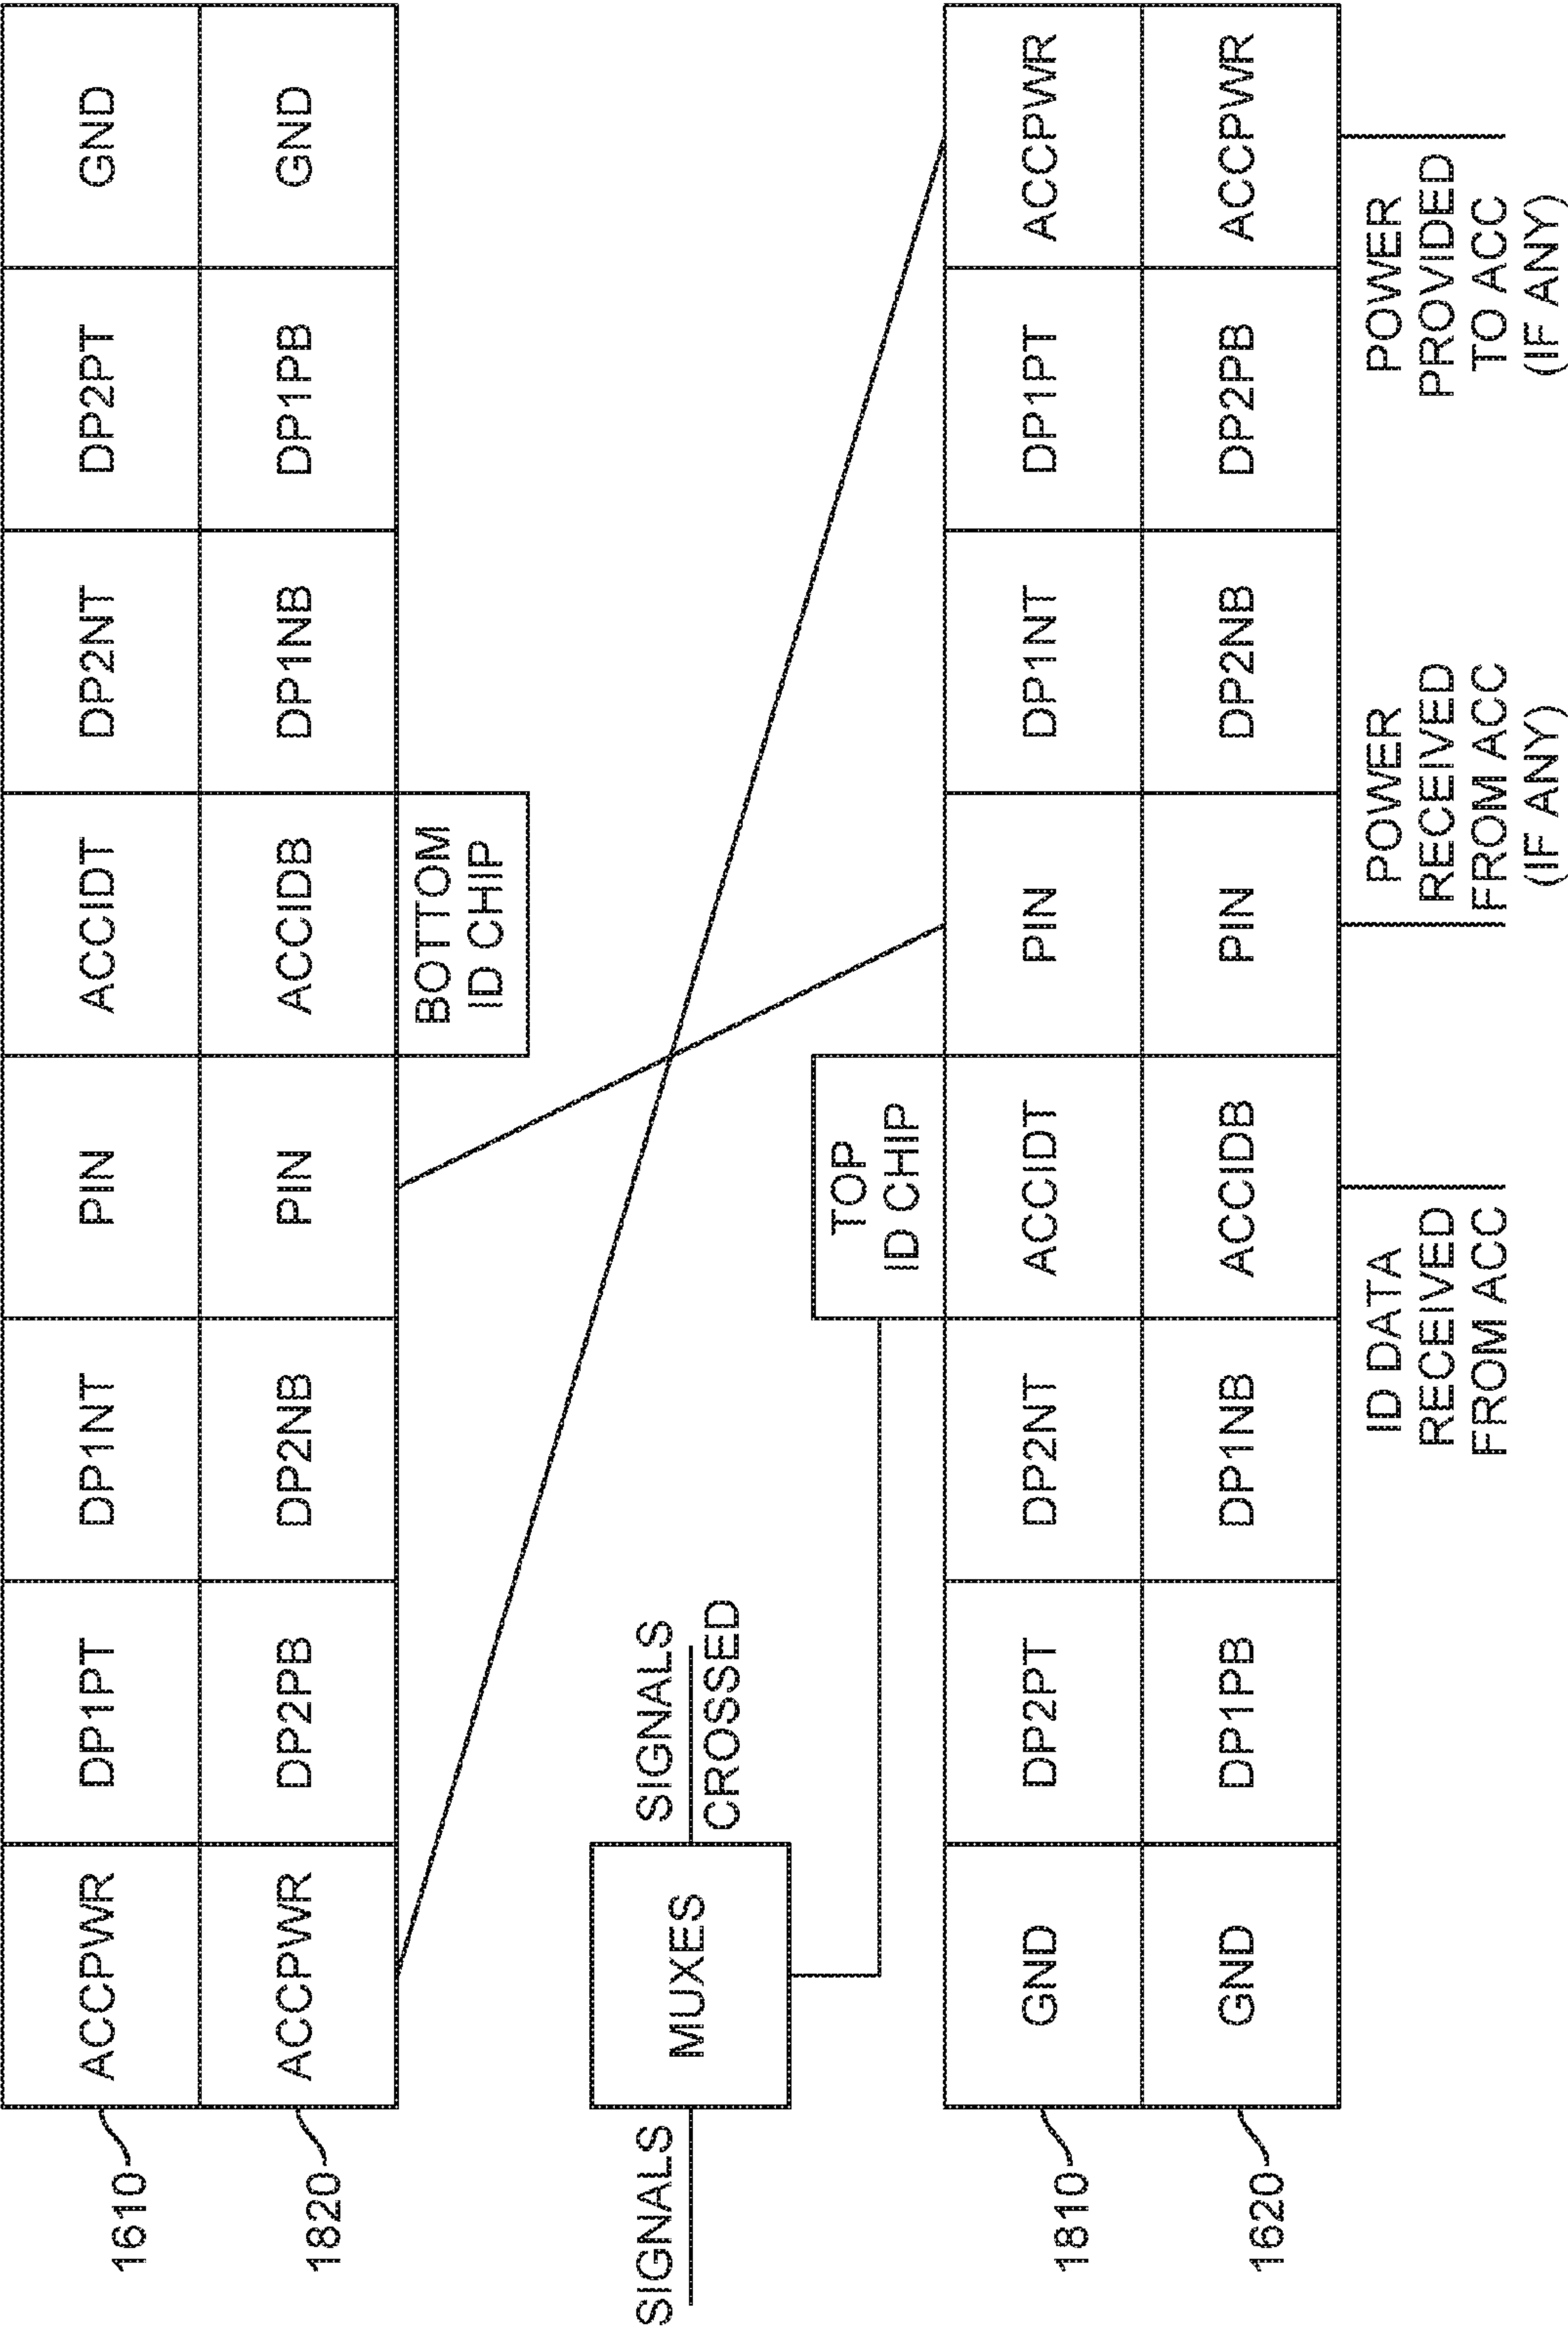 1610
ACCPWR
DP1PT
DP1NT
PIN
ACCIDT
DP2NT
DP2PT
GND
1820
ACCPWR
DP2PB
DP2NB
PIN
ACCIDB
DP1NB
DP1PB
GND
BOTTOM
ID CHIP
SIGNALS
MUXES
SIGNALS
CROSSED
TOP
ID CHIP
1810
GND
DP2PT
DP2NT
ACCIDT
PIN
DP1NT
DP1PT
ACCPWR
1620
GND
DP1PB
DP1NB
ACCIDB
PIN
DP2NB
DP2PB
ACCPWR
ID DATA
RECEIVED
FROM ACC
POWER
RECEIVED
FROM ACC
(IF ANY)
POWER
PROVIDED
TO ACC
(IF ANY)